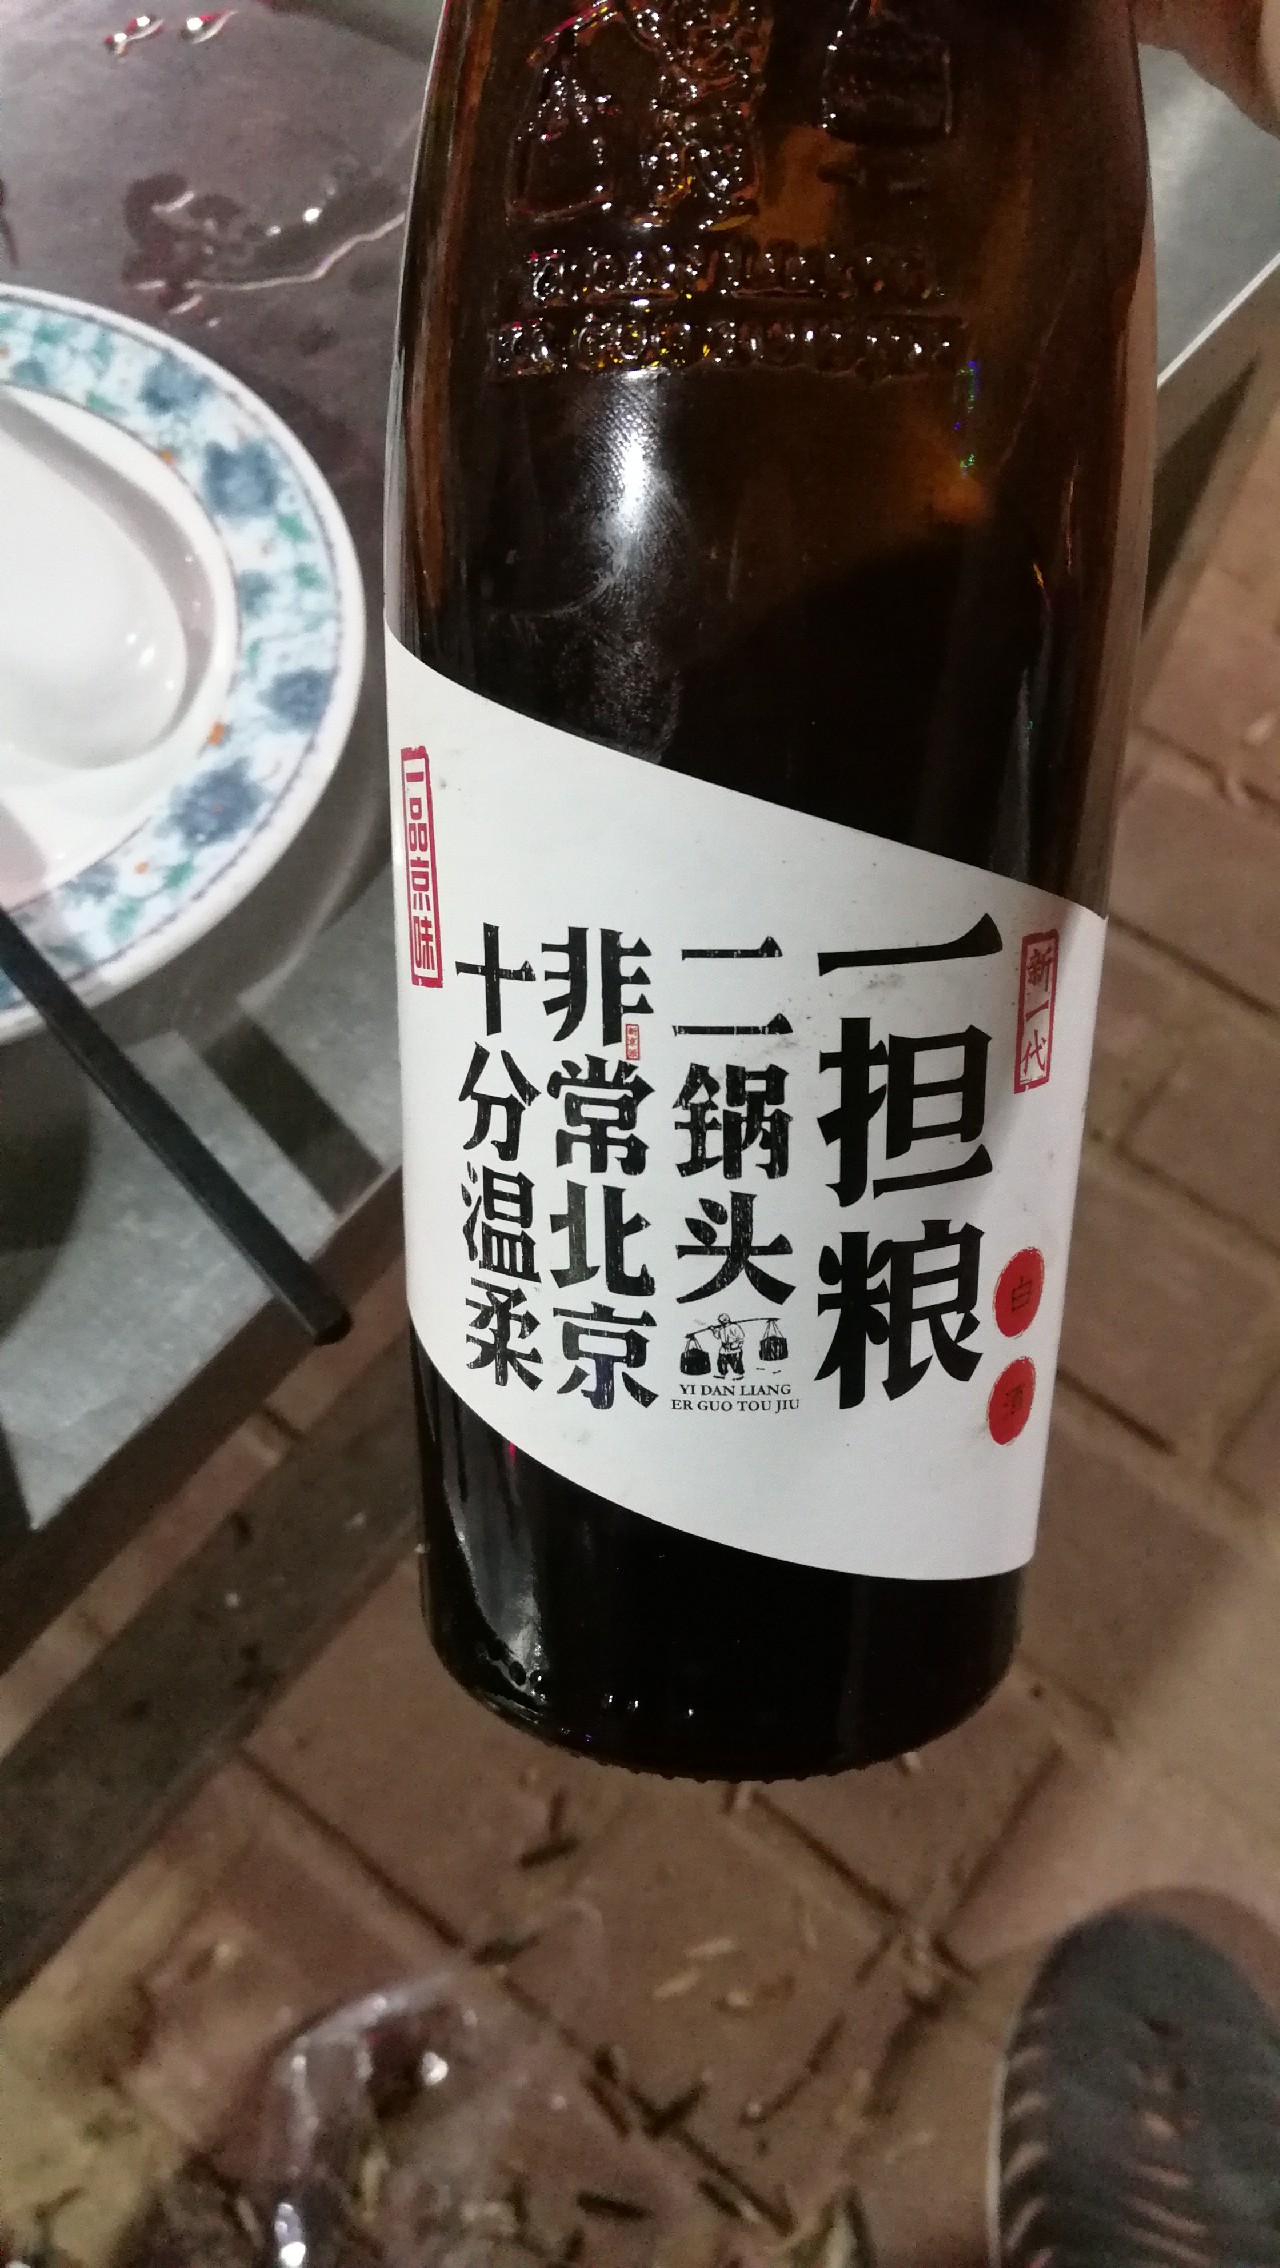 新一代
白酒
一担粮
二锅头
YI DAN LIANG
ER GUO TOU JIU
非常北京
十分温柔
一品京味